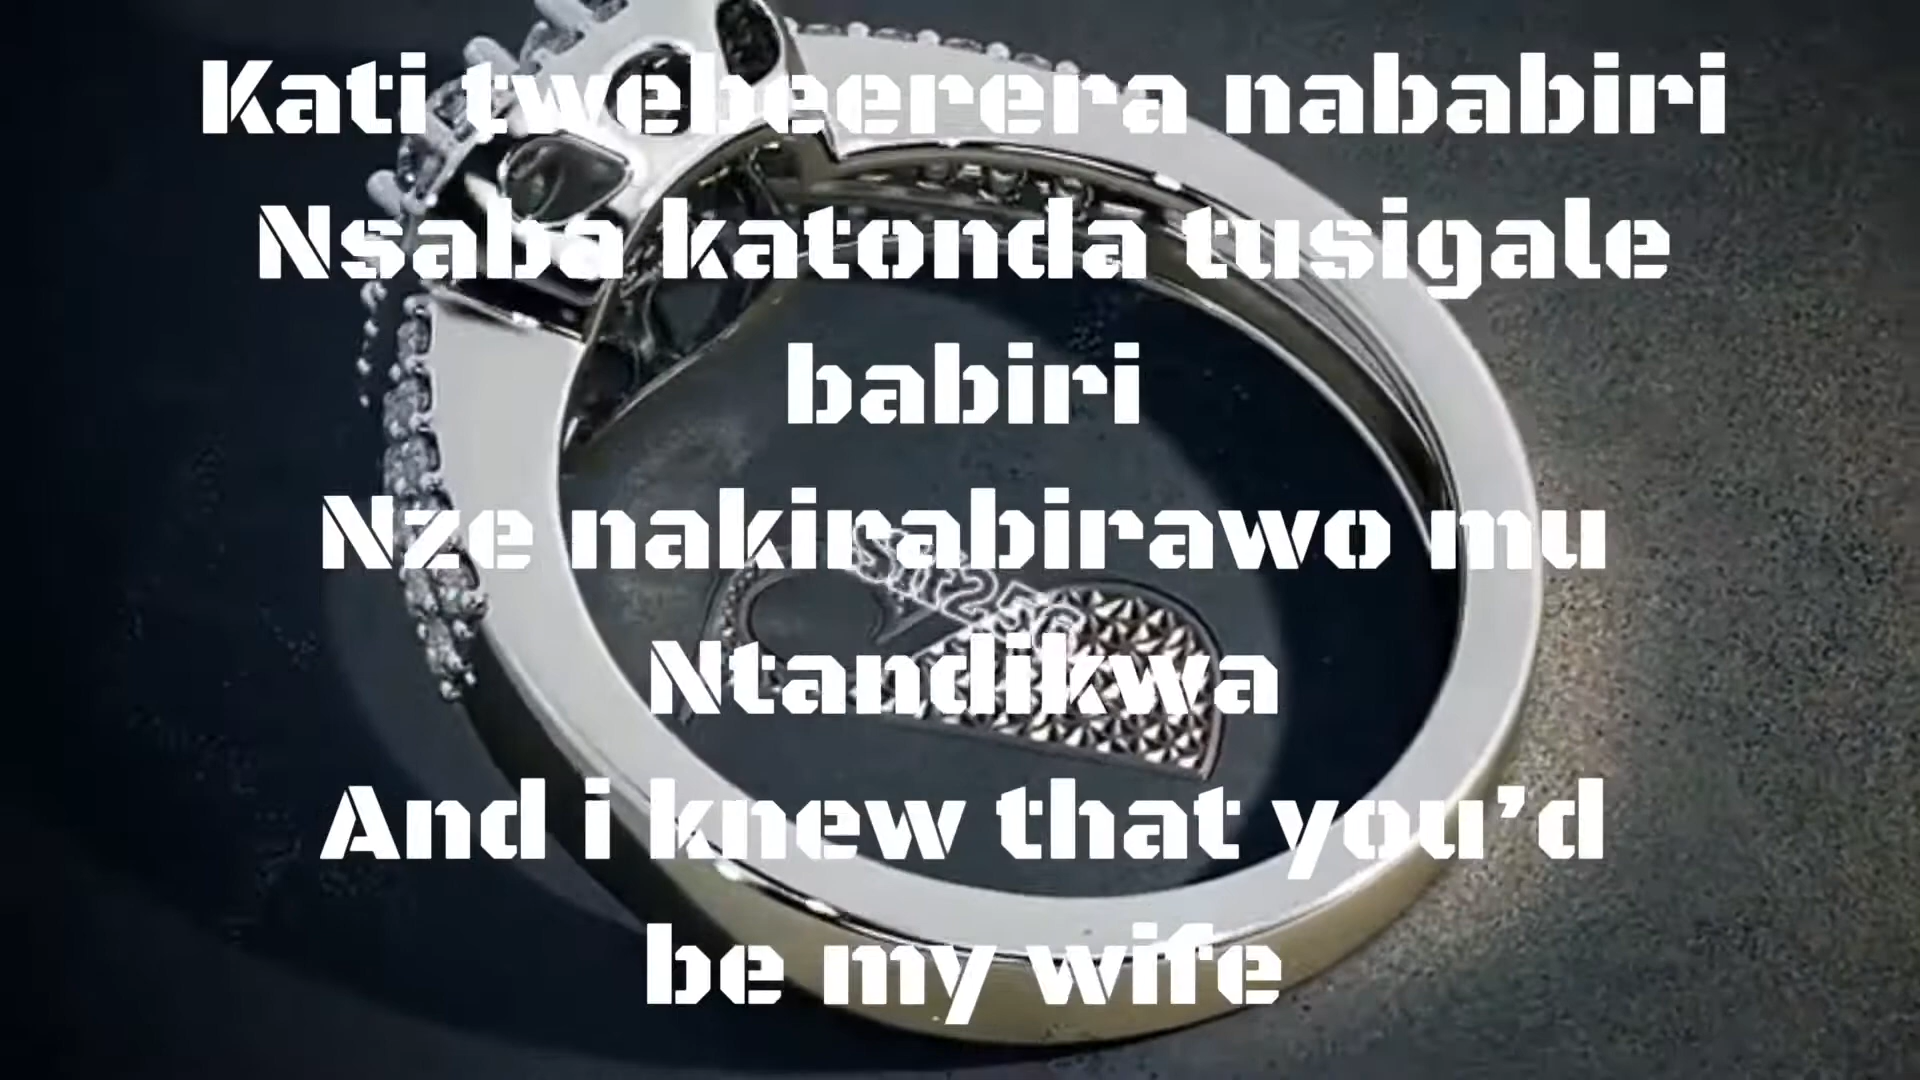 Kati twebeerera nababiri
Nsaba katonda tusigale
babiri
Nze nakirabirawo mu
Ntandikwa
And i knew that you’d
be my wife